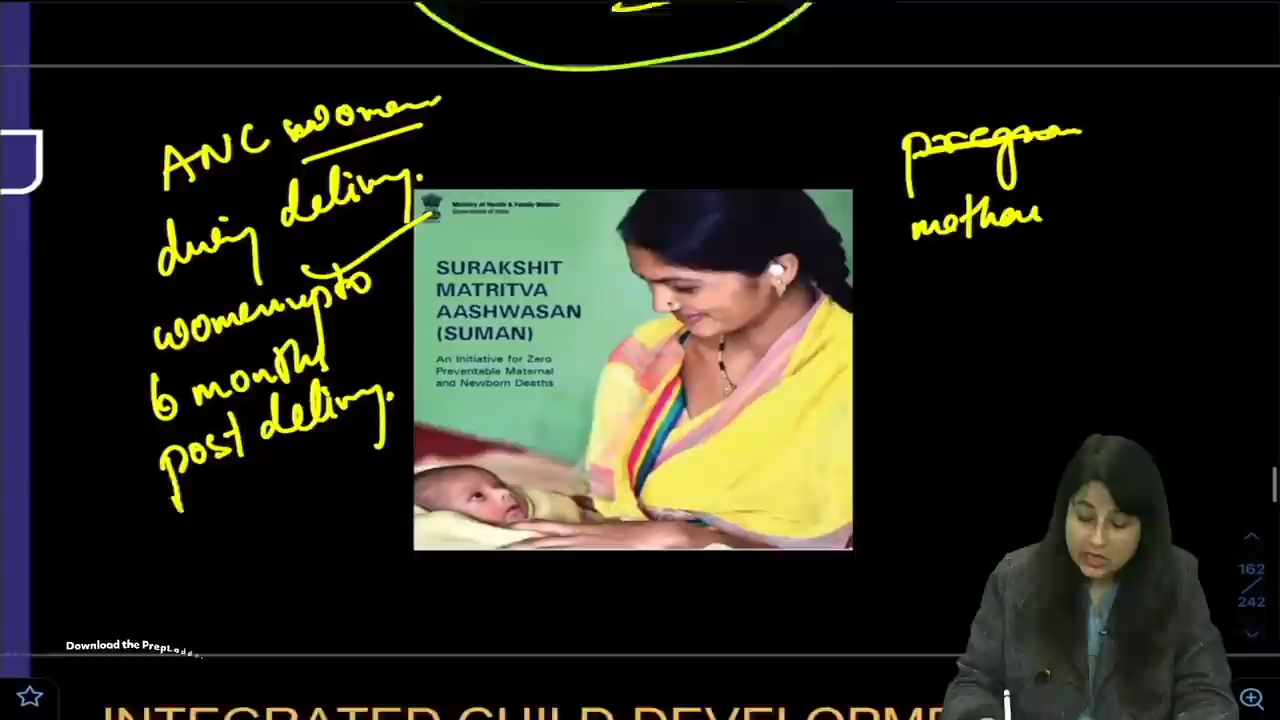 ANC women
during delivery.
women upto
6 months
post delivery.
pregnan
mothers
Ministry of Health & Family Welfare
Government of India
SURAKSHIT
MATRITVA
AASHWASAN
(SUMAN)
An Initiative for Zero
Preventable Maternal
and Newborn Deaths
162
242
Download the PrepLadde
INTEGRATED CHILD DEVELOPME